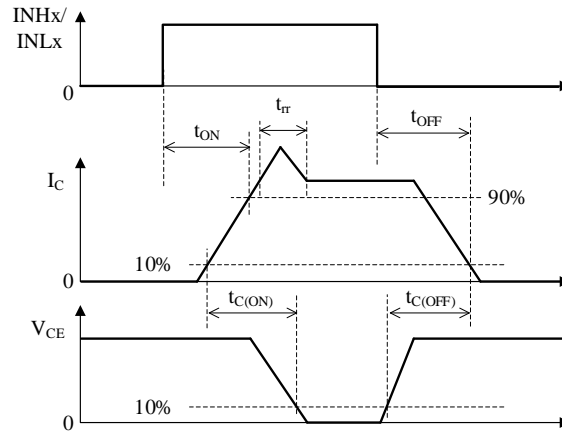 INHx/
INLx
0
t_rr
t_ON
t_OFF
I_C
90%
10%
0
t_C(ON)
t_C(OFF)
V_CE
10%
0